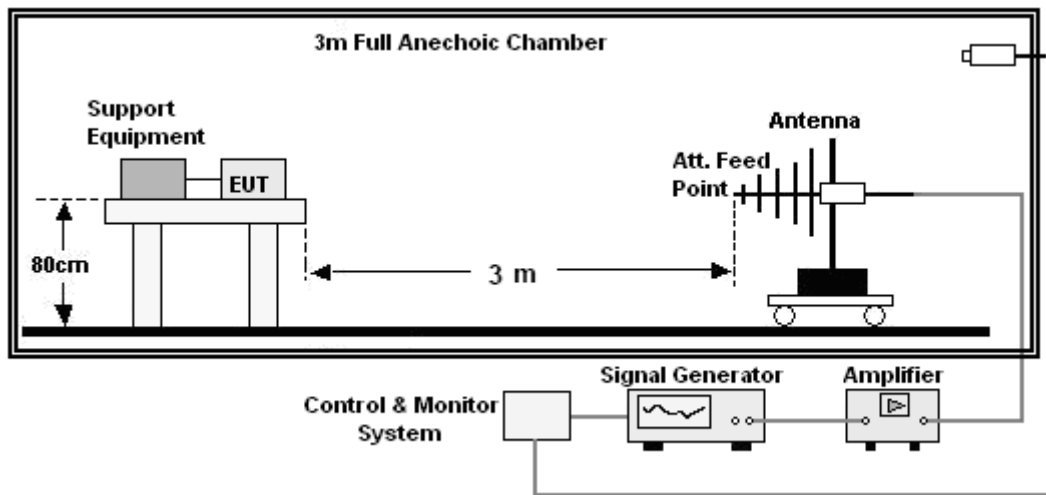 3m Full Anechoic Chamber
Support
Equipment
EUT
80cm
3 m
Antenna
Att. Feed
Point
Signal Generator
Amplifier
Control & Monitor
System